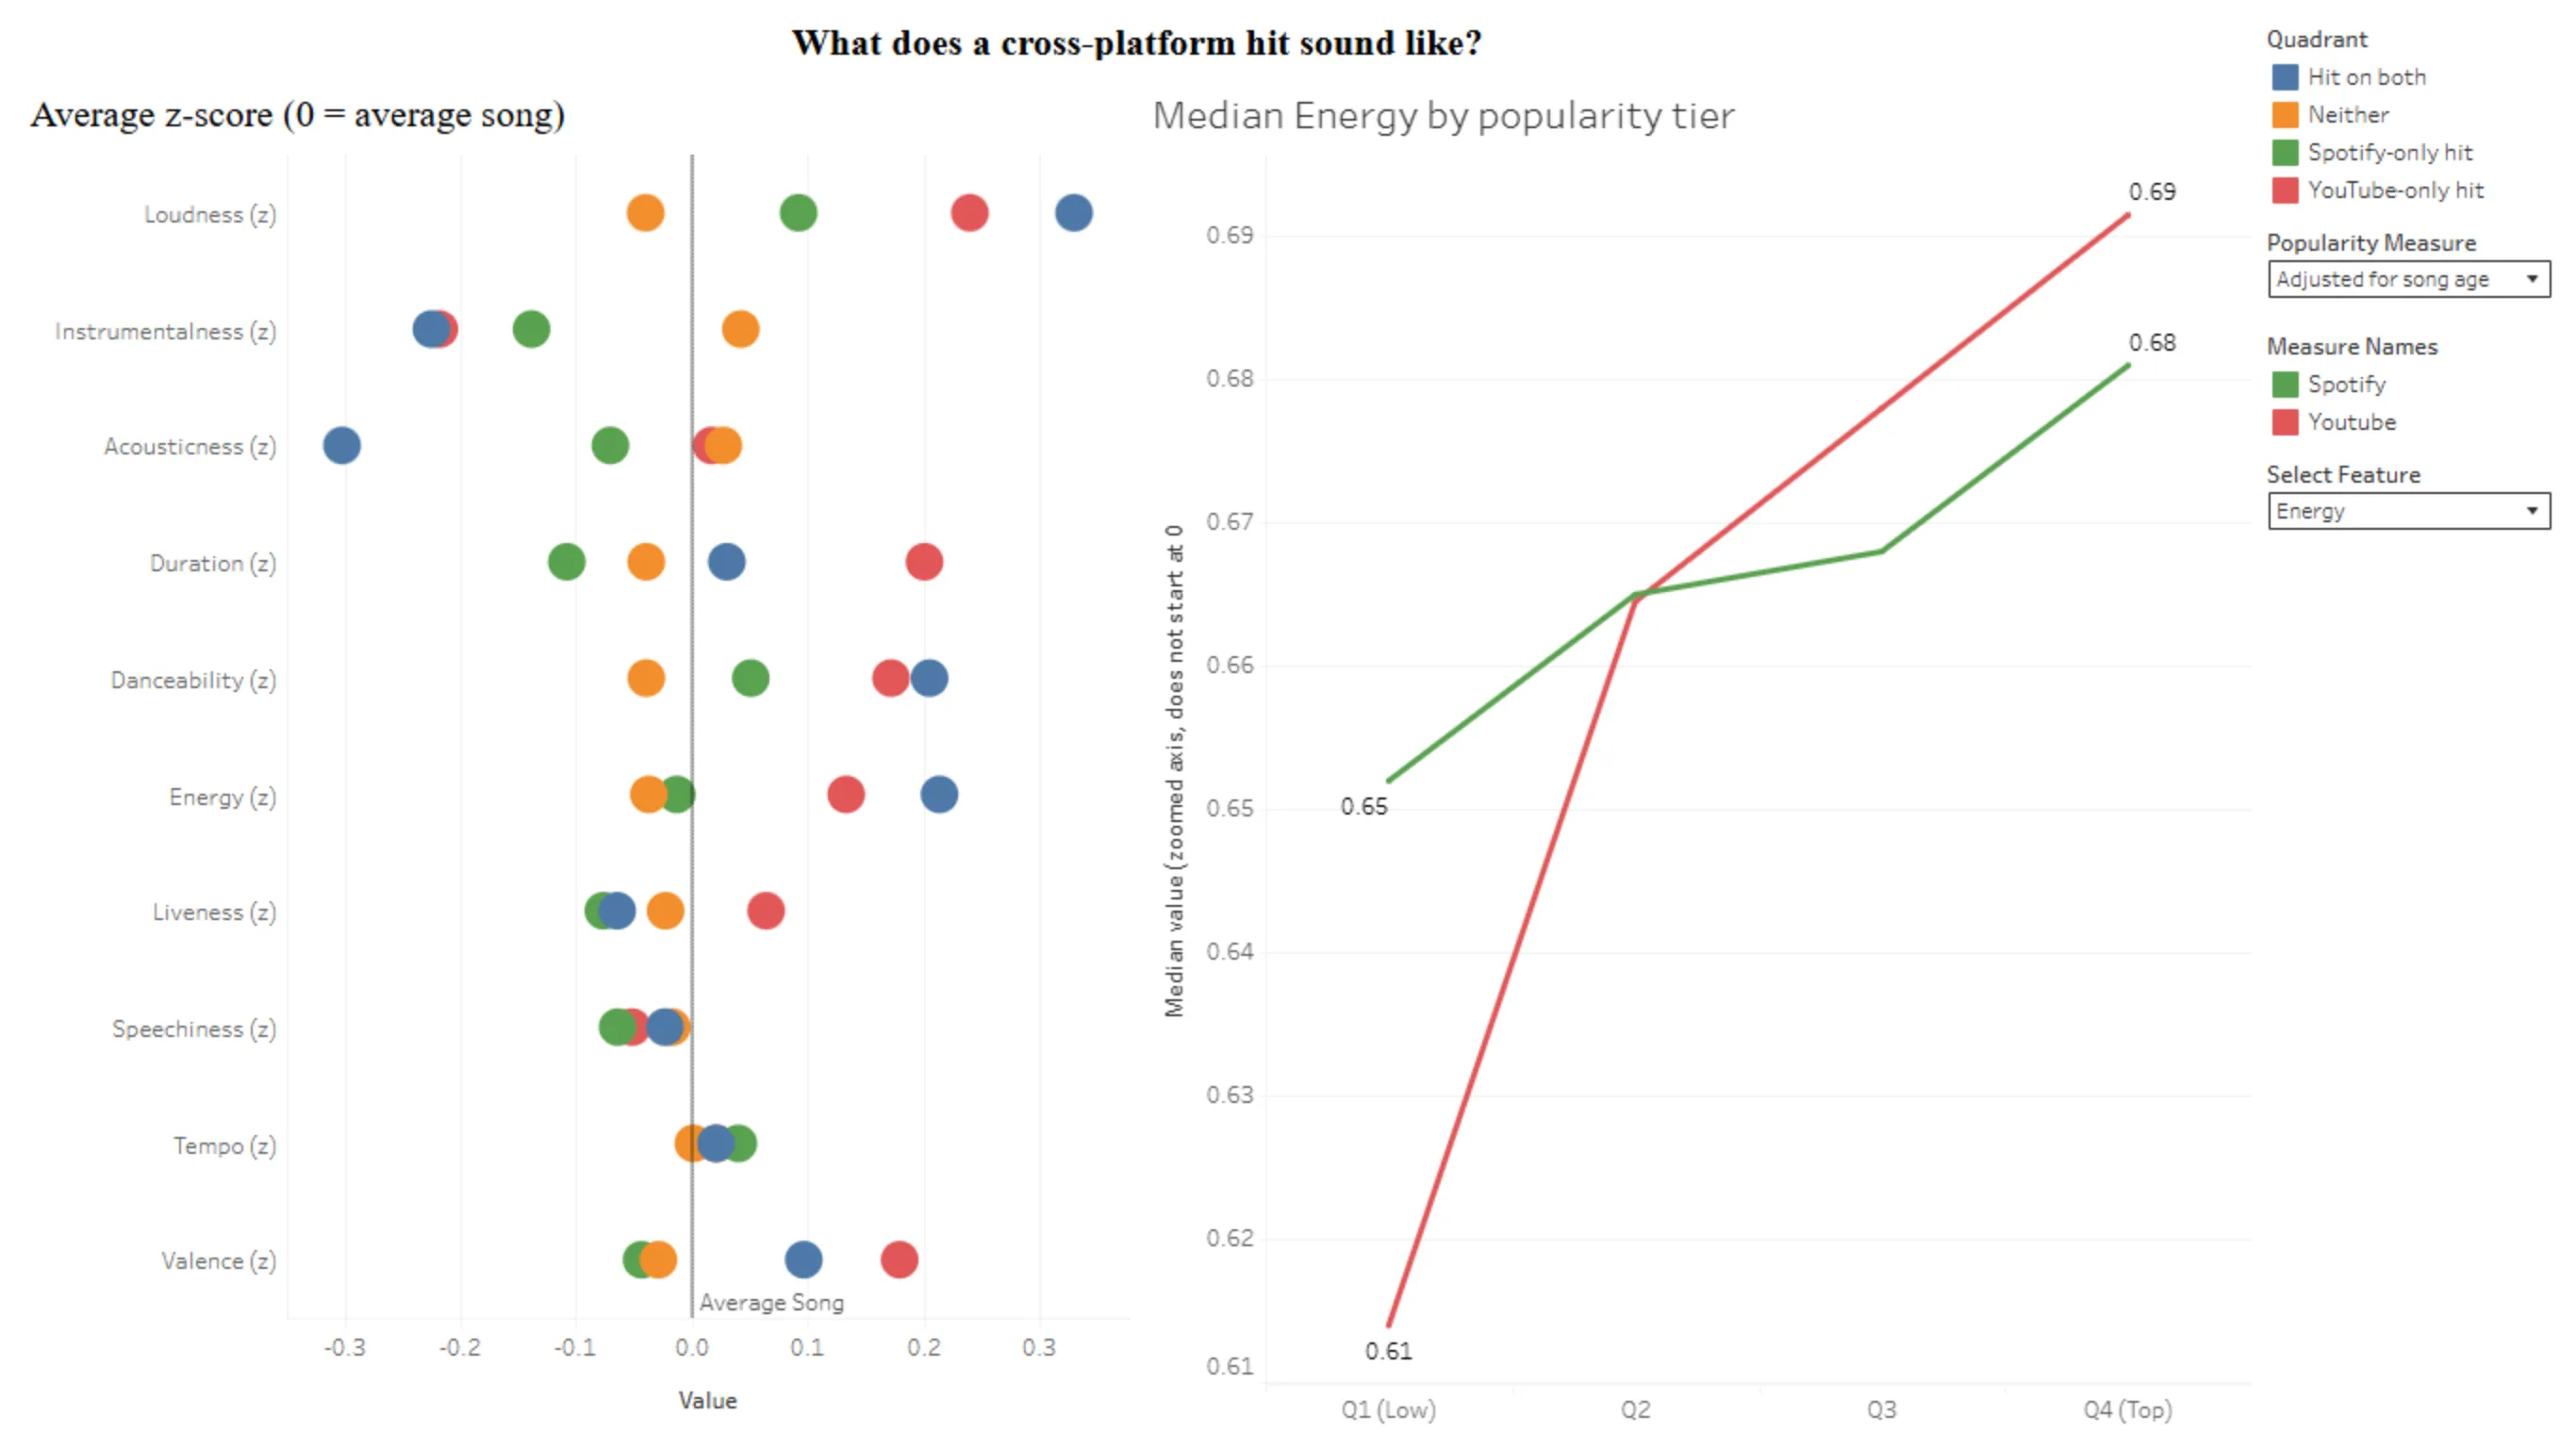 What does a cross-platform hit sound like?
Average z-score (0 = average song)
Loudness (z)
Instrumentalness (z)
Acousticness (z)
Duration (z)
Danceability (z)
Energy (z)
Liveness (z)
Speechiness (z)
Tempo (z)
Valence (z)
Average Song
-0.3 -0.2 -0.1 0.0 0.1 0.2 0.3
Value
Median Energy by popularity tier
Median value (zoomed axis, does not start at 0
0.69
0.68
0.67
0.66
0.65
0.64
0.63
0.62
0.61
0.69
0.68
0.65
0.61
Q1 (Low) Q2 Q3 Q4 (Top)
Quadrant
Hit on both
Neither
Spotify-only hit
YouTube-only hit
Popularity Measure
Adjusted for song age
Measure Names
Spotify
Youtube
Select Feature
Energy